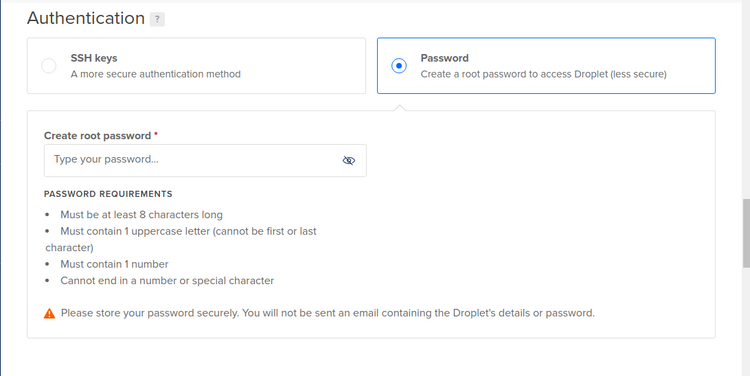 Authentication ?
SSH keys
A more secure authentication method
Password
Create a root password to access Droplet (less secure)
Create root password *
Type your password...
PASSWORD REQUIREMENTS
• Must be at least 8 characters long
• Must contain 1 uppercase letter (cannot be first or last
character)
• Must contain 1 number
• Cannot end in a number or special character
Please store your password securely. You will not be sent an email containing the Droplet's details or password.